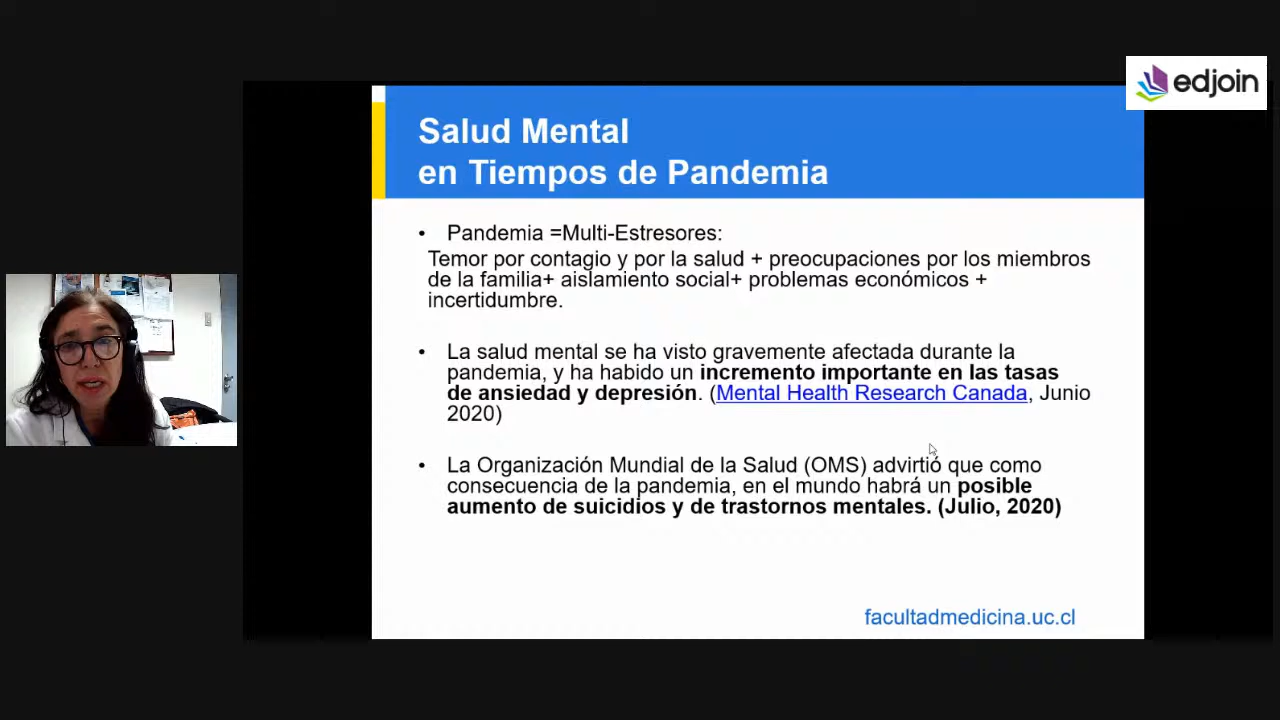 edjoin
Salud Mental
en Tiempos de Pandemia
• Pandemia =Multi-Estresores:
Temor por contagio y por la salud + preocupaciones por los miembros
de la familia+ aislamiento social+ problemas económicos +
incertidumbre.
• La salud mental se ha visto gravemente afectada durante la
pandemia, y ha habido un incremento importante en las tasas
de ansiedad y depresión. (Mental Health Research Canada, Junio
2020)
• La Organización Mundial de la Salud (OMS) advirtió que como
consecuencia de la pandemia, en el mundo habrá un posible
aumento de suicidios y de trastornos mentales. (Julio, 2020)
facultadmedicina.uc.cl